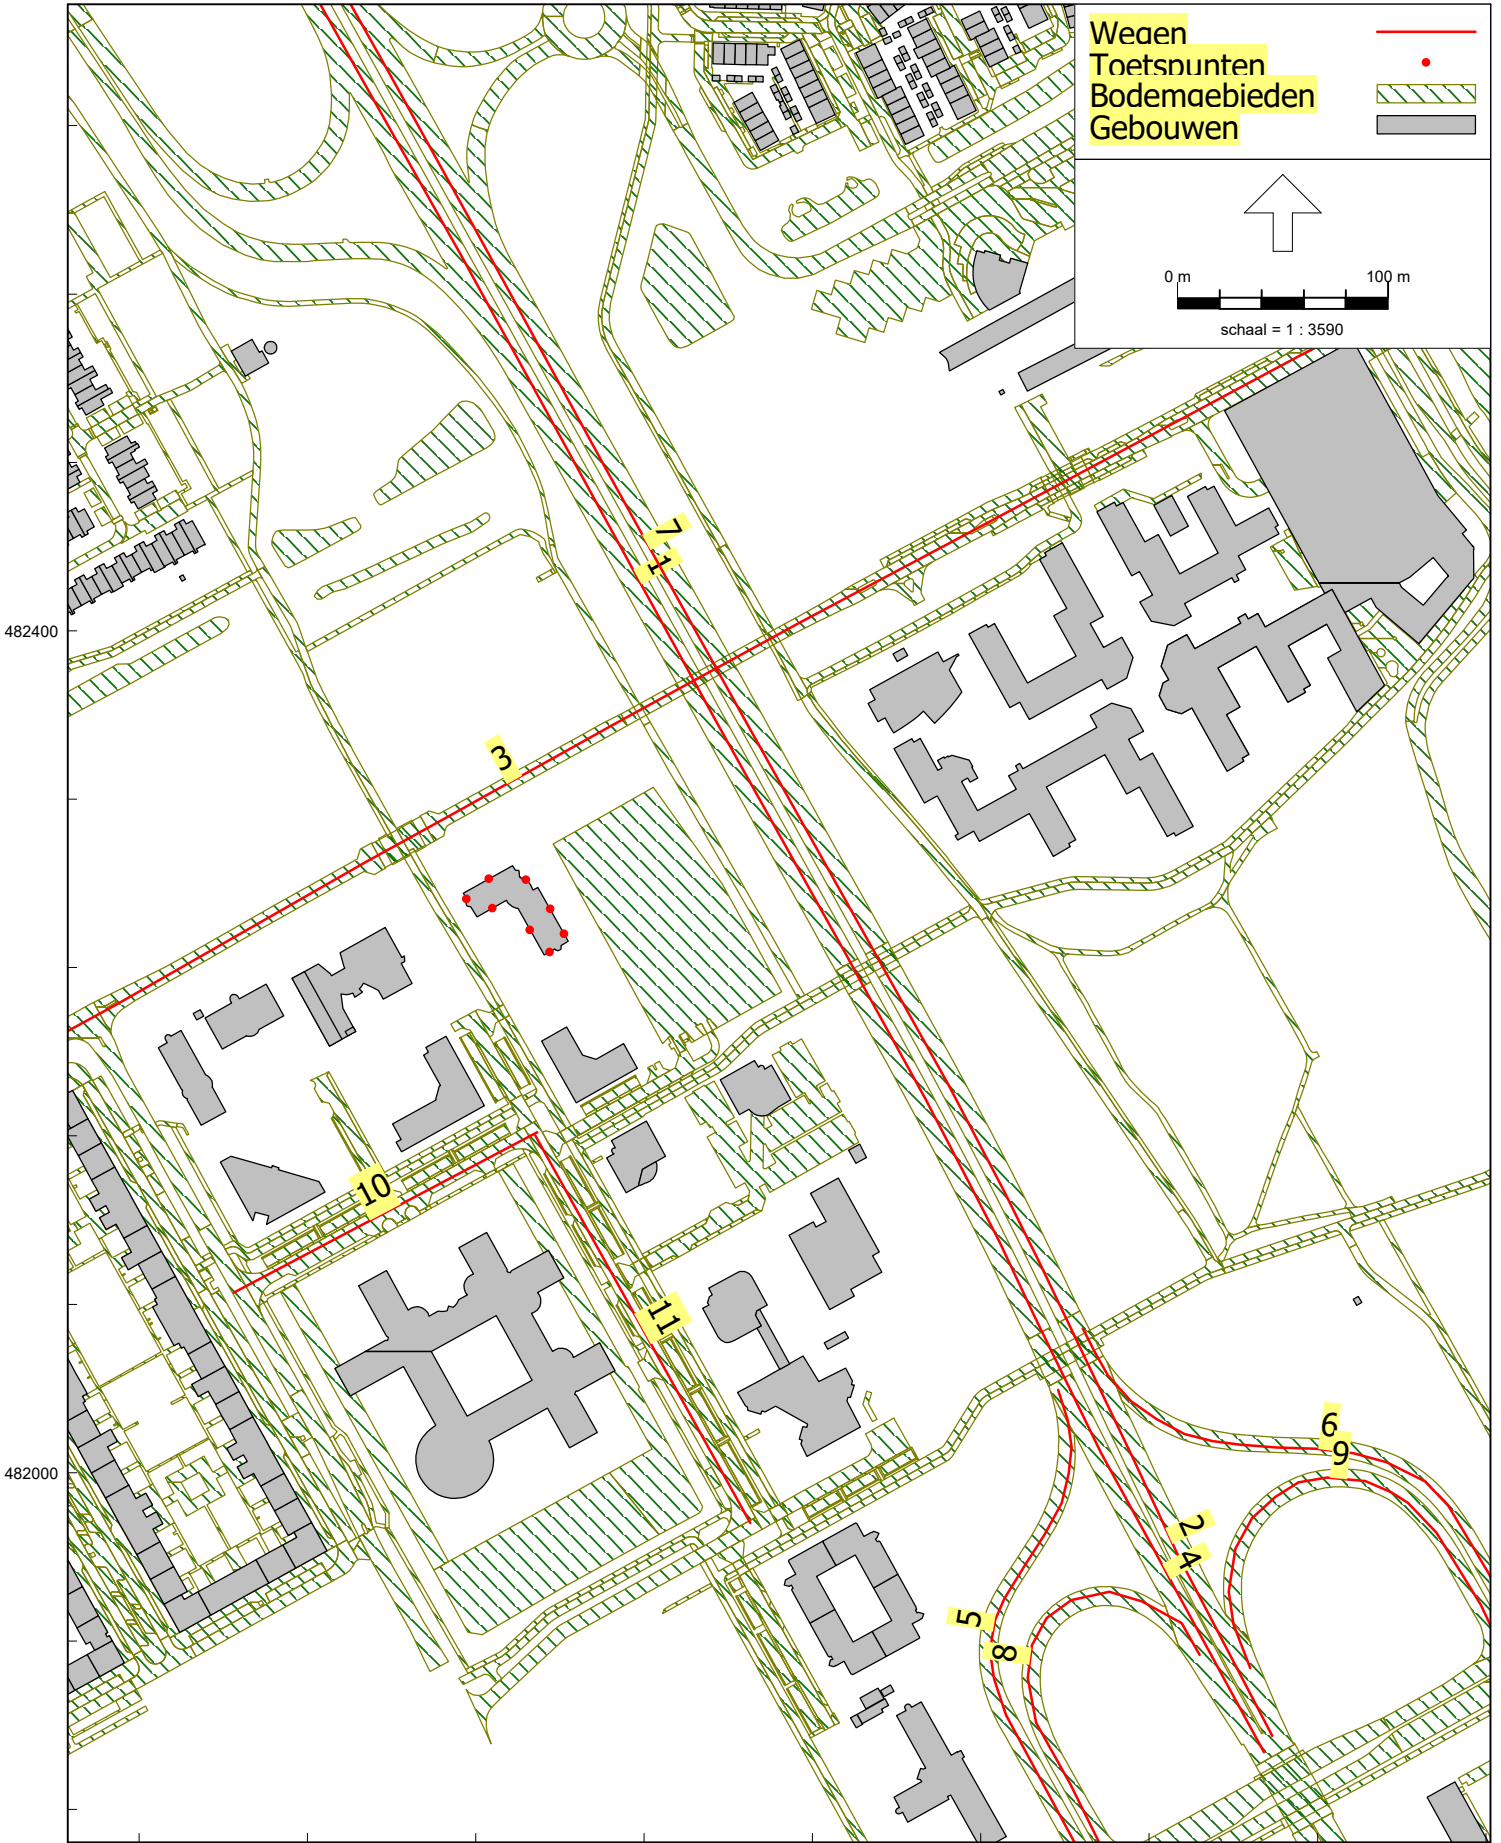 Wegen
Toetspunten
Bodemgebieden
Gebouwen
0 m 100 m
schaal = 1 : 3590
7
1
482400
3
10
11
6
9
482000
2
4
5
8